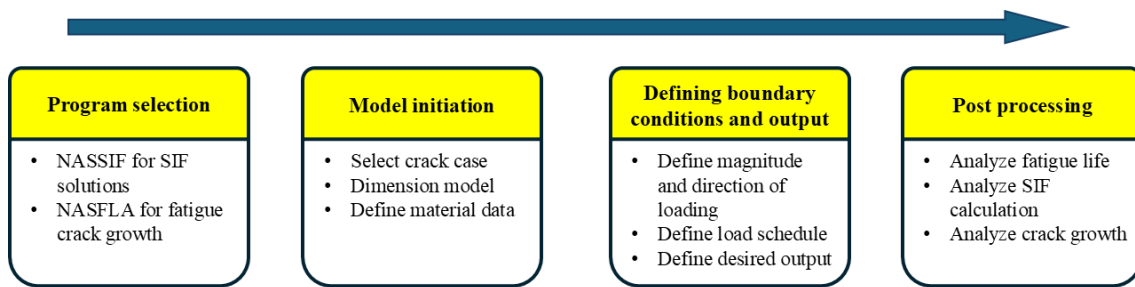 Program selection
• NASSIF for SIF
solutions
• NASFLA for fatigue
crack growth
Model initiation
• Select crack case
• Dimension model
• Define material data
Defining boundary
conditions and output
• Define magnitude
and direction of
loading
• Define load schedule
• Define desired output
Post processing
• Analyze fatigue life
• Analyze SIF
calculation
• Analyze crack growth